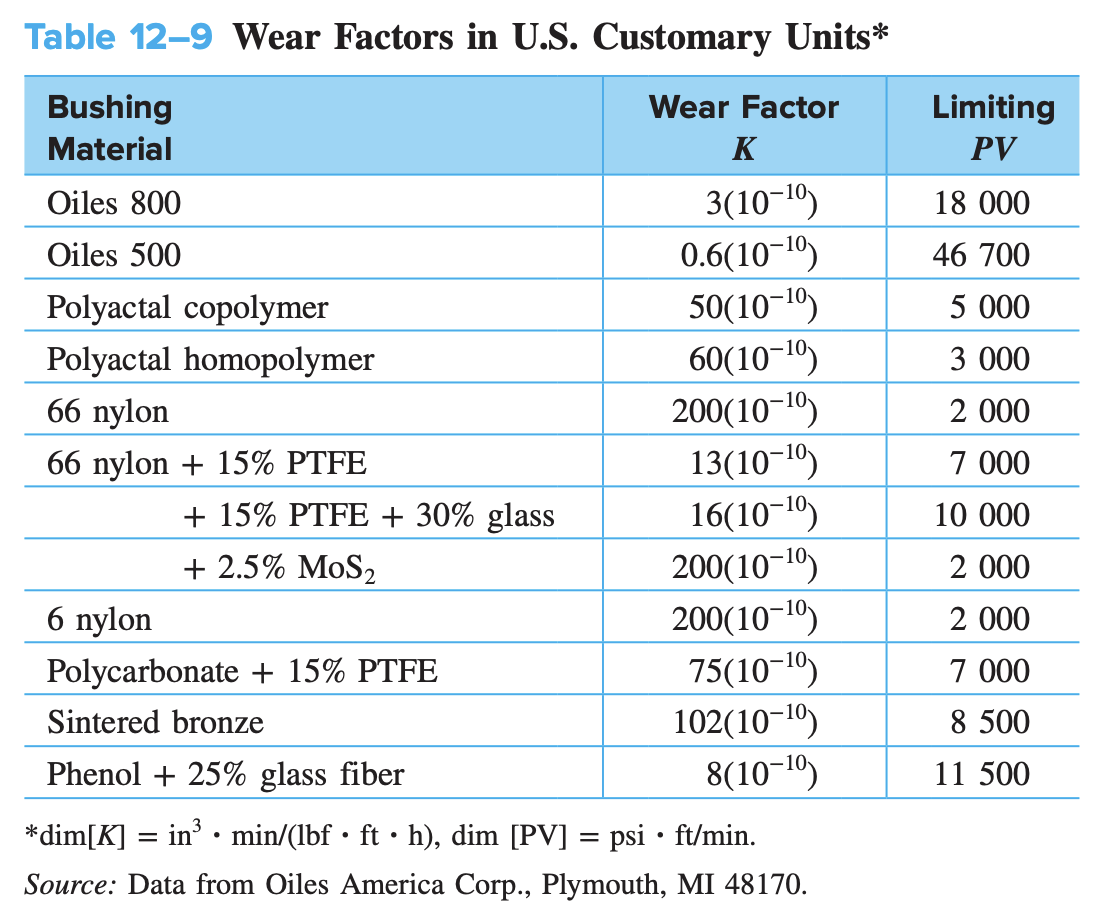 Table 12–9 Wear Factors in U.S. Customary Units*
Bushing Material Wear Factor K Limiting PV
Oiles 800 3(10⁻¹⁰) 18 000
Oiles 500 0.6(10⁻¹⁰) 46 700
Polyactal copolymer 50(10⁻¹⁰) 5 000
Polyactal homopolymer 60(10⁻¹⁰) 3 000
66 nylon 200(10⁻¹⁰) 2 000
66 nylon + 15% PTFE 13(10⁻¹⁰) 7 000
+ 15% PTFE + 30% glass 16(10⁻¹⁰) 10 000
+ 2.5% MoS₂ 200(10⁻¹⁰) 2 000
6 nylon 200(10⁻¹⁰) 2 000
Polycarbonate + 15% PTFE 75(10⁻¹⁰) 7 000
Sintered bronze 102(10⁻¹⁰) 8 500
Phenol + 25% glass fiber 8(10⁻¹⁰) 11 500
*dim[K] = in³ · min/(lbf · ft · h), dim [PV] = psi · ft/min.
Source: Data from Oiles America Corp., Plymouth, MI 48170.